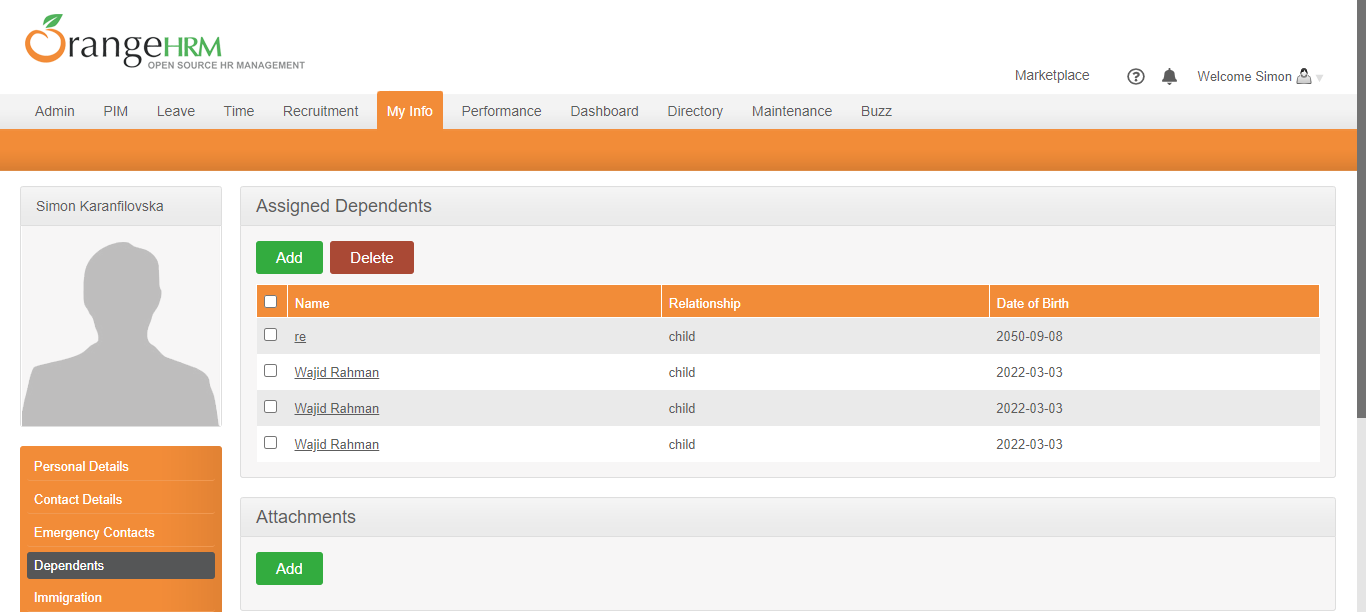 OrangeHRM
OPEN SOURCE HR MANAGEMENT
Marketplace ? Welcome Simon
Admin PIM Leave Time Recruitment My Info Performance Dashboard Directory Maintenance Buzz
Simon Karanfilovska
Assigned Dependents
Add Delete
Name Relationship Date of Birth
re child 2050-09-08
Wajid Rahman child 2022-03-03
Wajid Rahman child 2022-03-03
Wajid Rahman child 2022-03-03
Personal Details
Contact Details
Emergency Contacts
Dependents
Immigration
Attachments
Add